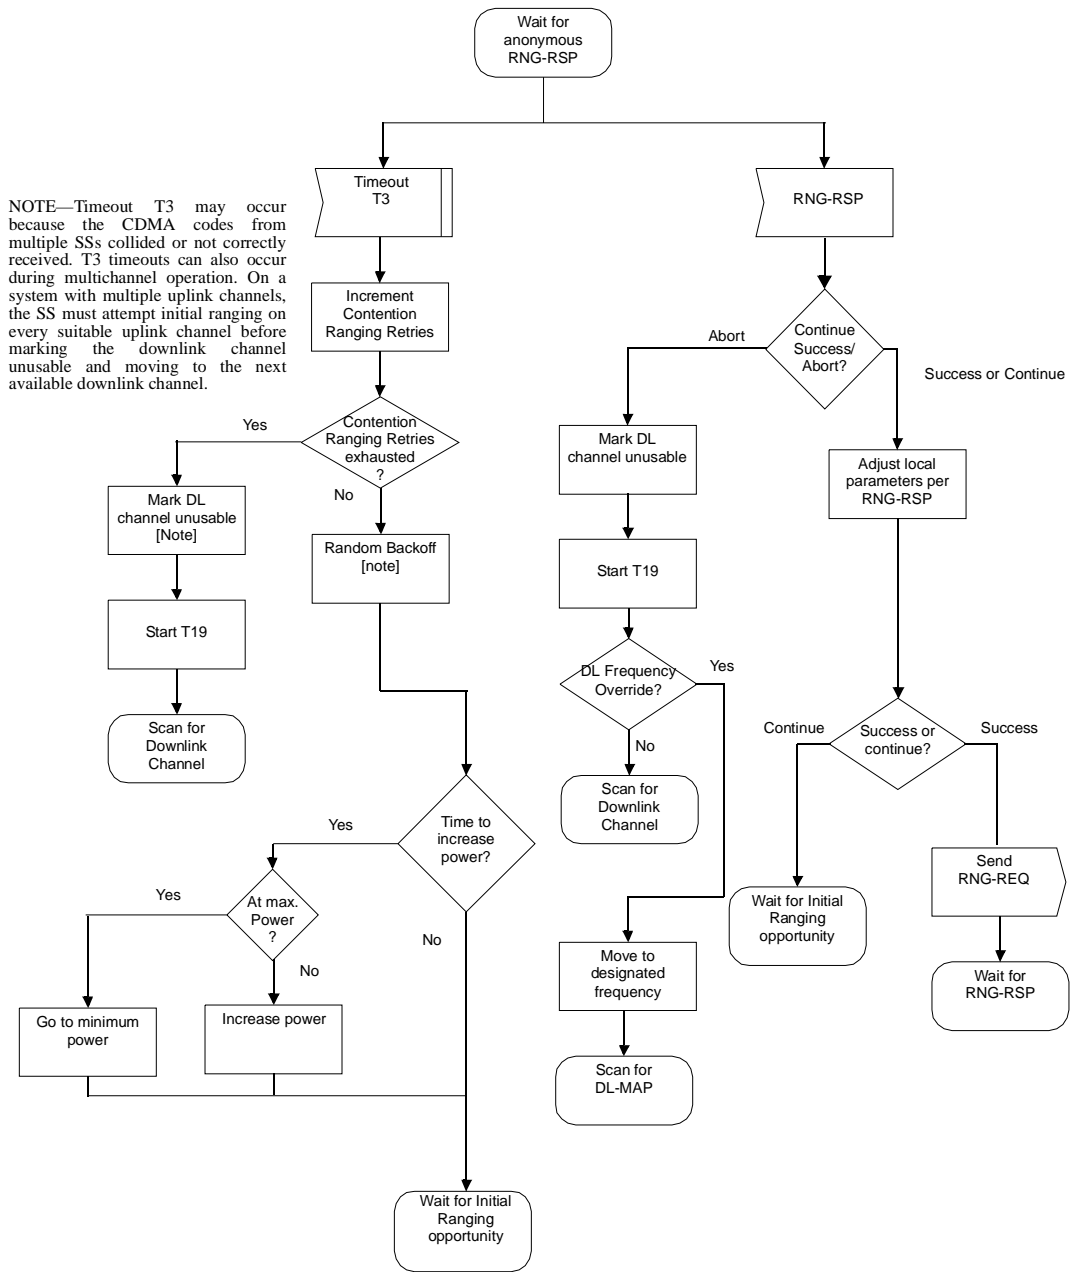 Wait for
anonymous
RNG-RSP
Timeout
T3
RNG-RSP
NOTE—Timeout T3 may occur
because the CDMA codes from
multiple SSs collided or not correctly
received. T3 timeouts can also occur
during multichannel operation. On a
system with multiple uplink channels,
the SS must attempt initial ranging on
every suitable uplink channel before
marking the downlink channel
unusable and moving to the next
available downlink channel.
Increment
Contention
Ranging Retries
Continue
Success/
Abort?
Abort
Success or Continue
Contention
Ranging Retries
exhausted
?
Yes
No
Mark DL
channel unusable
Adjust local
parameters per
RNG-RSP
Mark DL
channel unusable
[Note]
Random Backoff
[note]
Start T19
Start T19
DL Frequency
Override?
Yes
No
Scan for
Downlink
Channel
Continue
Success or
continue?
Success
Scan for
Downlink
Channel
Time to
increase
power?
Yes
No
At max.
Power
?
Yes
No
Send
RNG-REQ
Wait for Initial
Ranging
opportunity
Move to
designated
frequency
Wait for
RNG-RSP
Go to minimum
power
Increase power
Scan for
DL-MAP
Wait for Initial
Ranging
opportunity